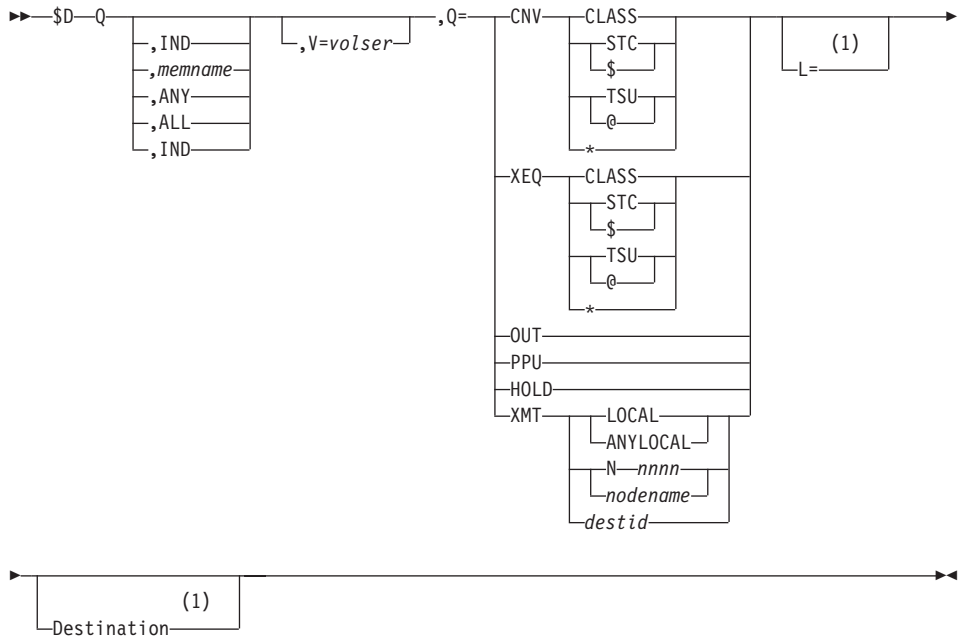 $D Q ,Q= CNV CLASS
,IND ,V=volser STC (1)
,memname $ L=
,ANY TSU
,ALL @
,IND *
XEQ CLASS
STC
$
TSU
@
*
OUT
PPU
HOLD
XMT LOCAL
ANYLOCAL
N nnnn
nodename
destid
(1)
Destination